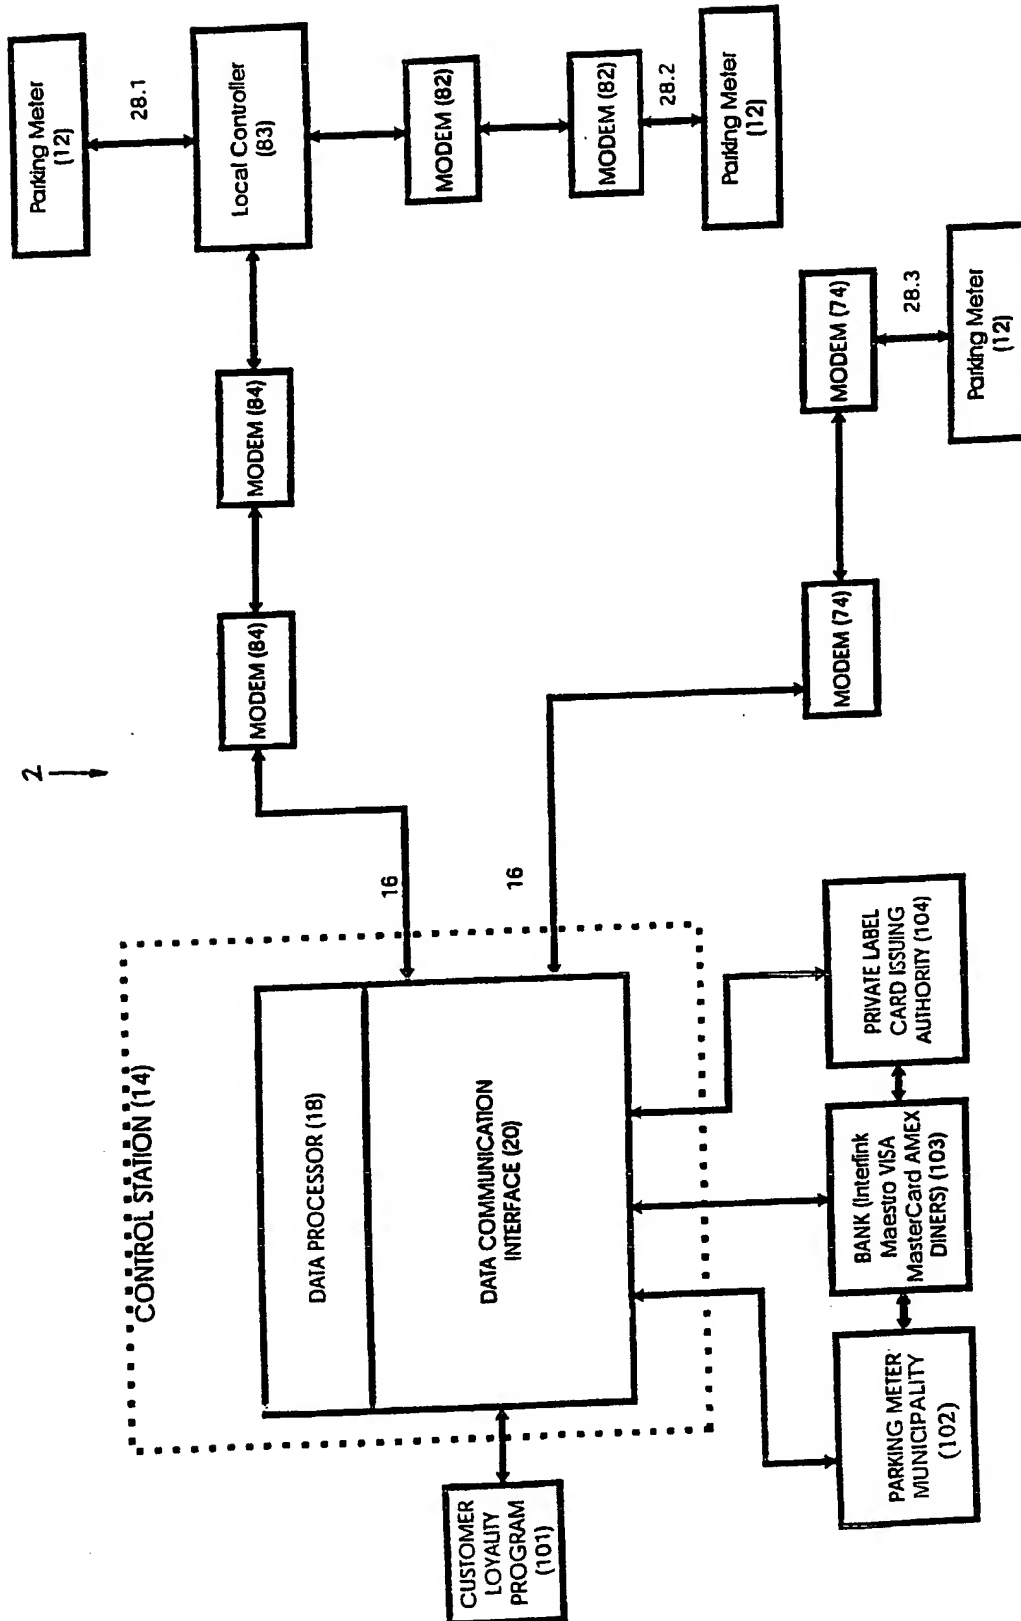 2
Parking Meter
(12)
28.1
Local Controller
(83)
MODEM (84)
MODEM (84)
MODEM (82)
MODEM (82)
28.2
Parking Meter
(12)
16
16
MODEM (74)
MODEM (74)
28.3
Parking Meter
(12)
CONTROL STATION (14)
DATA PROCESSOR (18)
DATA COMMUNICATION
INTERFACE (20)
CUSTOMER
LOYALITY
PROGRAM
(101)
PARKING METER
MUNICIPALITY
(102)
BANK (Interlink
Maestro VISA
MasterCard AMEX
DINERS) (103)
PRIVATE LABEL
CARD ISSUING
AUTHORITY (104)